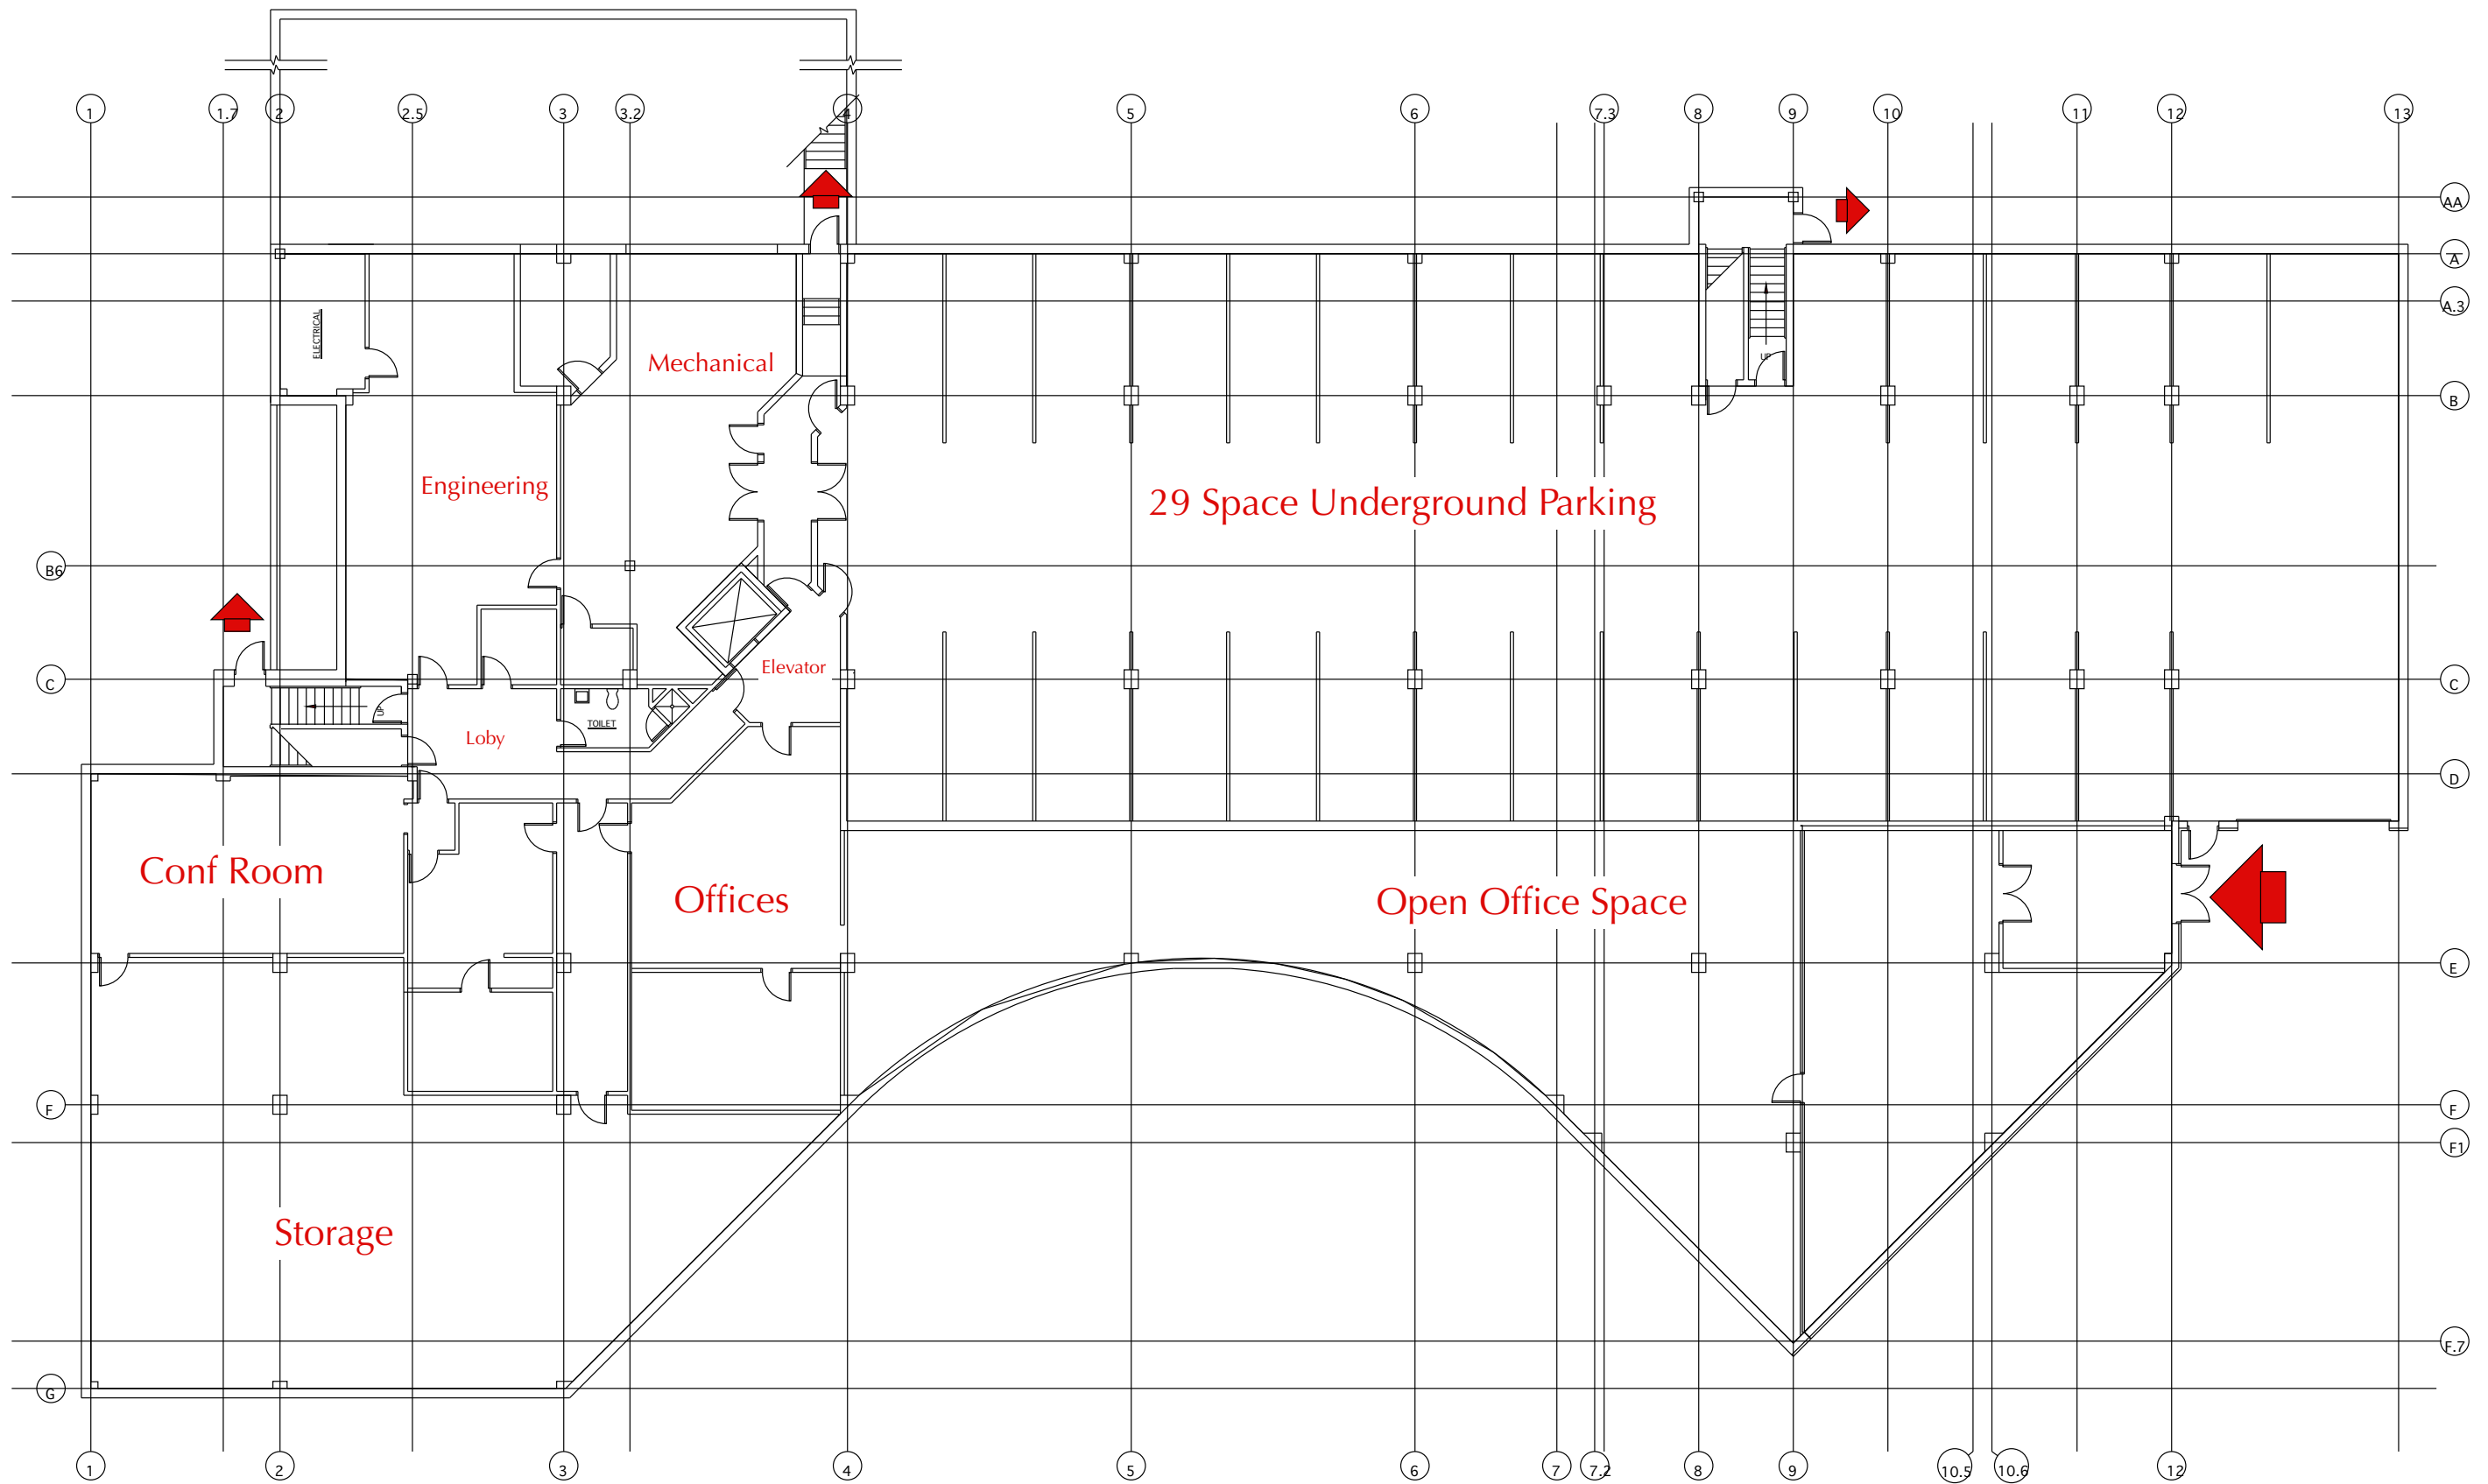 1 1.7 2 2.5 3 3.2 4 5 6 7.3 8 9 10 11 12 13
AA
A
A.3
ELECTRICAL
Mechanical
UP
B
Engineering
29 Space Underground Parking
B6
Elevator
C
C
UP
TOILET
Loby
D
Conf Room
Offices
Open Office Space
E
F
F
F1
Storage
F.7
G
1 2 3 4 5 6 7 7.2 8 9 10.5 10.6 12